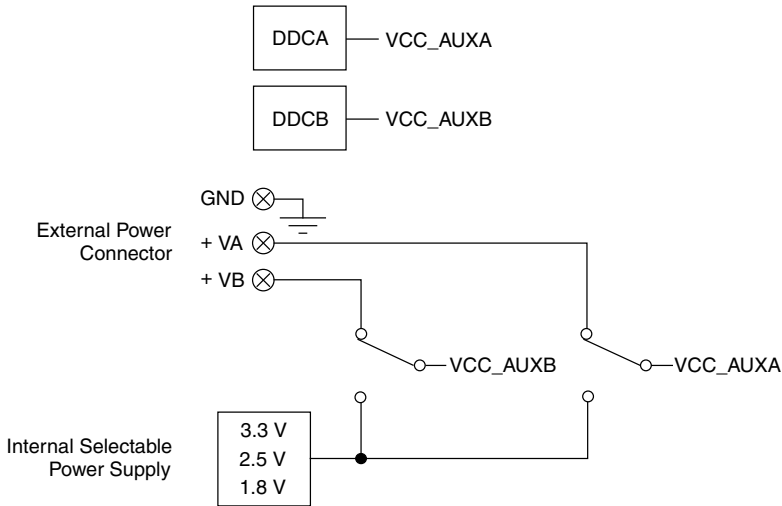 DDCA
VCC_AUXA
DDCB
VCC_AUXB
GND
External Power
Connector
+ VA
+ VB
VCC_AUXB
VCC_AUXA
Internal Selectable
Power Supply
3.3 V
2.5 V
1.8 V